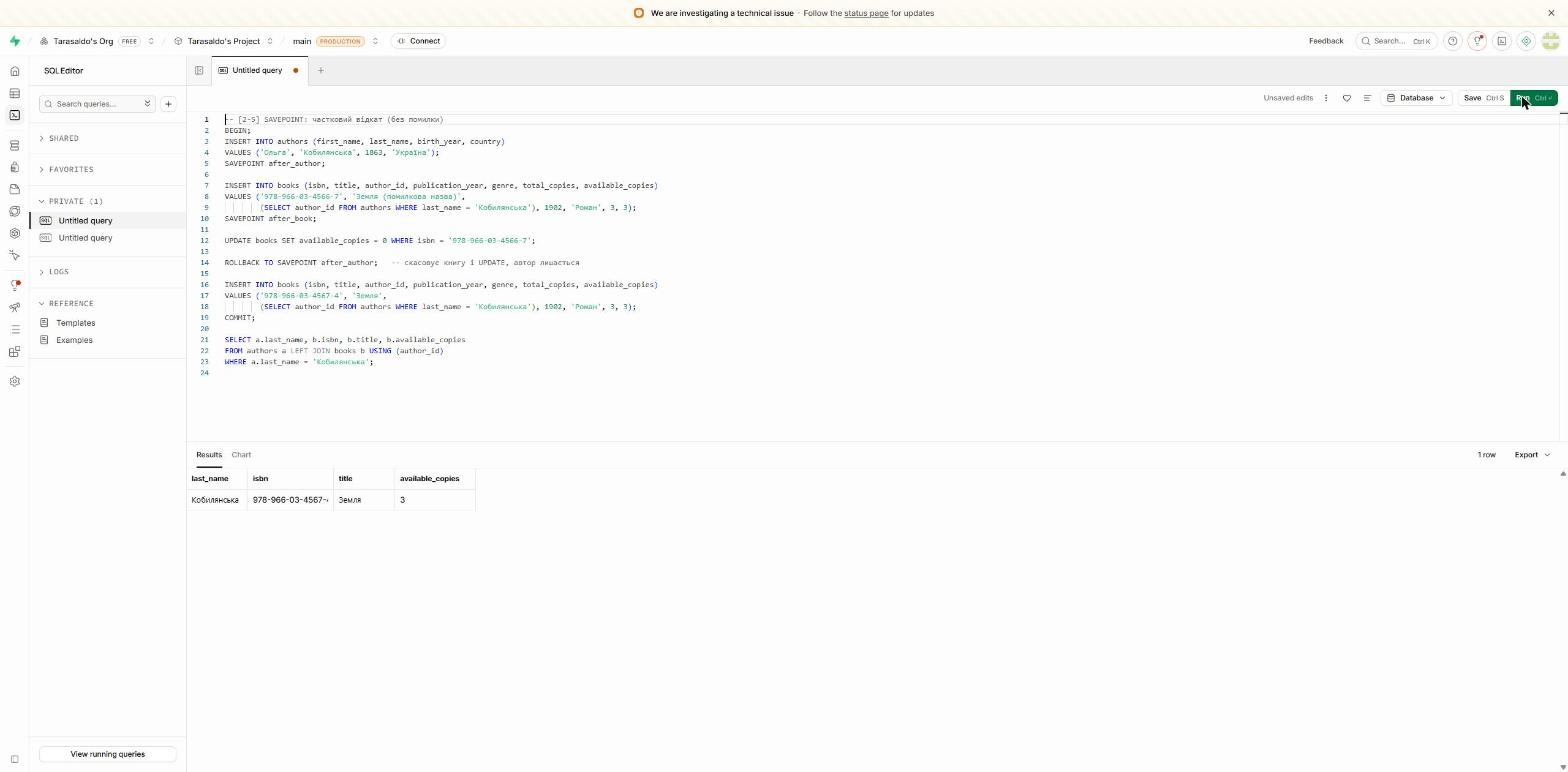 We are investigating a technical issue · Follow the status page for updates
Tarasaldo's Org FREE / Tarasaldo's Project / main PRODUCTION Connect
Feedback Search... Ctrl K
SQLEditor
Untitled query
Search queries...
Unsaved edits Database Save Ctrl S Run Ctrl ↵
SHARED
FAVORITES
PRIVATE (1)
Untitled query
Untitled query
LOGS
REFERENCE
Templates
Examples
View running queries
1 -- [2-5] SAVEPOINT: частковий відкат (без помилки)
2 BEGIN;
3 INSERT INTO authors (first_name, last_name, birth_year, country)
4 VALUES ('Ольга', 'Кобилянська', 1863, 'Україна');
5 SAVEPOINT after_author;
6
7 INSERT INTO books (isbn, title, author_id, publication_year, genre, total_copies, available_copies)
8 VALUES ('978-966-03-4566-7', 'Земля (помилкова назва)',
9 (SELECT author_id FROM authors WHERE last_name = 'Кобилянська'), 1902, 'Роман', 3, 3);
10 SAVEPOINT after_book;
11
12 UPDATE books SET available_copies = 0 WHERE isbn = '978-966-03-4566-7';
13
14 ROLLBACK TO SAVEPOINT after_author; -- скасовує книгу і UPDATE, автор лишається
15
16 INSERT INTO books (isbn, title, author_id, publication_year, genre, total_copies, available_copies)
17 VALUES ('978-966-03-4567-4', 'Земля',
18 (SELECT author_id FROM authors WHERE last_name = 'Кобилянська'), 1902, 'Роман', 3, 3);
19 COMMIT;
20
21 SELECT a.last_name, b.isbn, b.title, b.available_copies
22 FROM authors a LEFT JOIN books b USING (author_id)
23 WHERE a.last_name = 'Кобилянська';
24
Results Chart 1 row Export
last_name isbn title available_copies
Кобилянська 978-966-03-4567- Земля 3